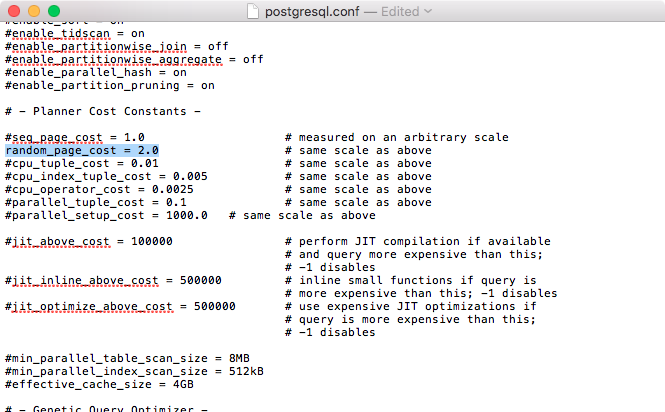 postgresql.conf — Edited
#enable_sort = on
#enable_tidscan = on
#enable_partitionwise_join = off
#enable_partitionwise_aggregate = off
#enable_parallel_hash = on
#enable_partition_pruning = on
# - Planner Cost Constants -
#seq_page_cost = 1.0 # measured on an arbitrary scale
random_page_cost = 2.0 # same scale as above
#cpu_tuple_cost = 0.01 # same scale as above
#cpu_index_tuple_cost = 0.005 # same scale as above
#cpu_operator_cost = 0.0025 # same scale as above
#parallel_tuple_cost = 0.1 # same scale as above
#parallel_setup_cost = 1000.0 # same scale as above
#jit_above_cost = 100000 # perform JIT compilation if available
# and query more expensive than this;
# -1 disables
#jit_inline_above_cost = 500000 # inline small functions if query is
# more expensive than this; -1 disables
#jit_optimize_above_cost = 500000 # use expensive JIT optimizations if
# query is more expensive than this;
# -1 disables
#min_parallel_table_scan_size = 8MB
#min_parallel_index_scan_size = 512kB
#effective_cache_size = 4GB
# - Genetic Query Optimizer -